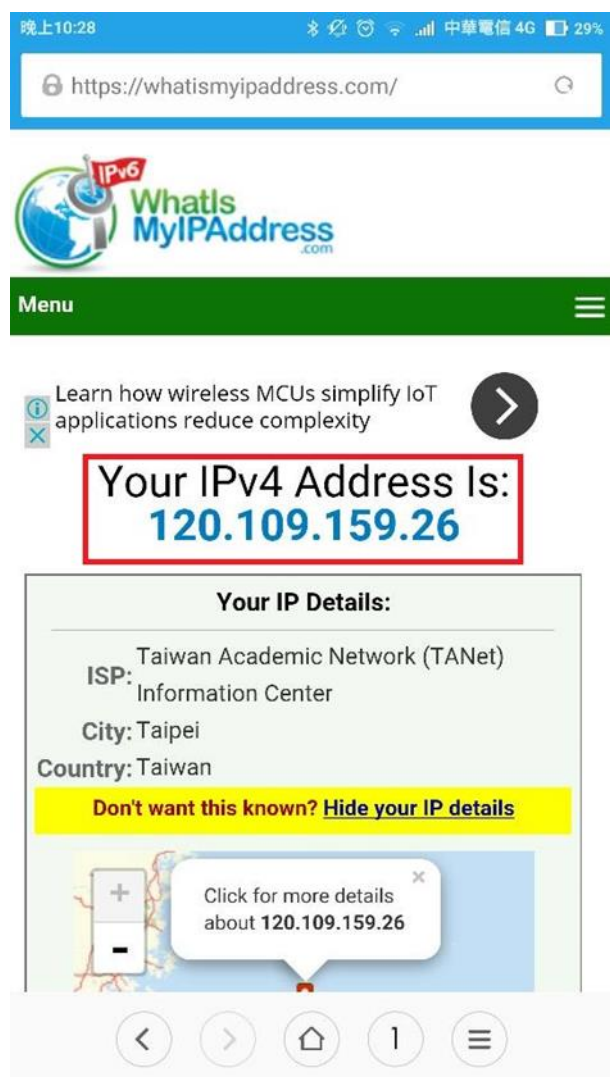 晚上10:28 中華電信 4G 29%
https://whatismyipaddress.com/
IPv6
WhatIs
MyIPAddress
.com
Menu
Learn how wireless MCUs simplify IoT
applications reduce complexity
Your IPv4 Address Is:
120.109.159.26
Your IP Details:
ISP: Taiwan Academic Network (TANet)
Information Center
City: Taipei
Country: Taiwan
Don't want this known? Hide your IP details
+
Click for more details ×
about 120.109.159.26
-
1